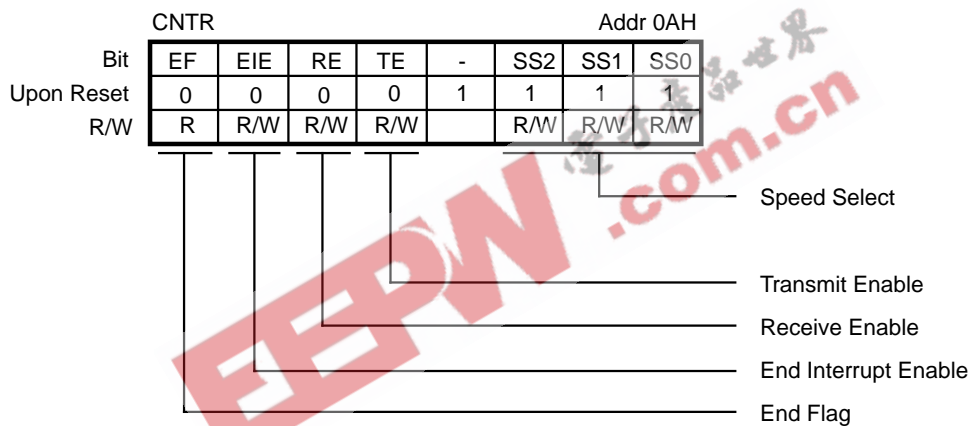 CNTR Addr 0AH
Bit EF EIE RE TE - SS2 SS1 SS0
Upon Reset 0 0 0 0 1 1 1 1
R/W R R/W R/W R/W R/W R/W R/W
Speed Select
Transmit Enable
Receive Enable
End Interrupt Enable
End Flag
EEPW .com.cn